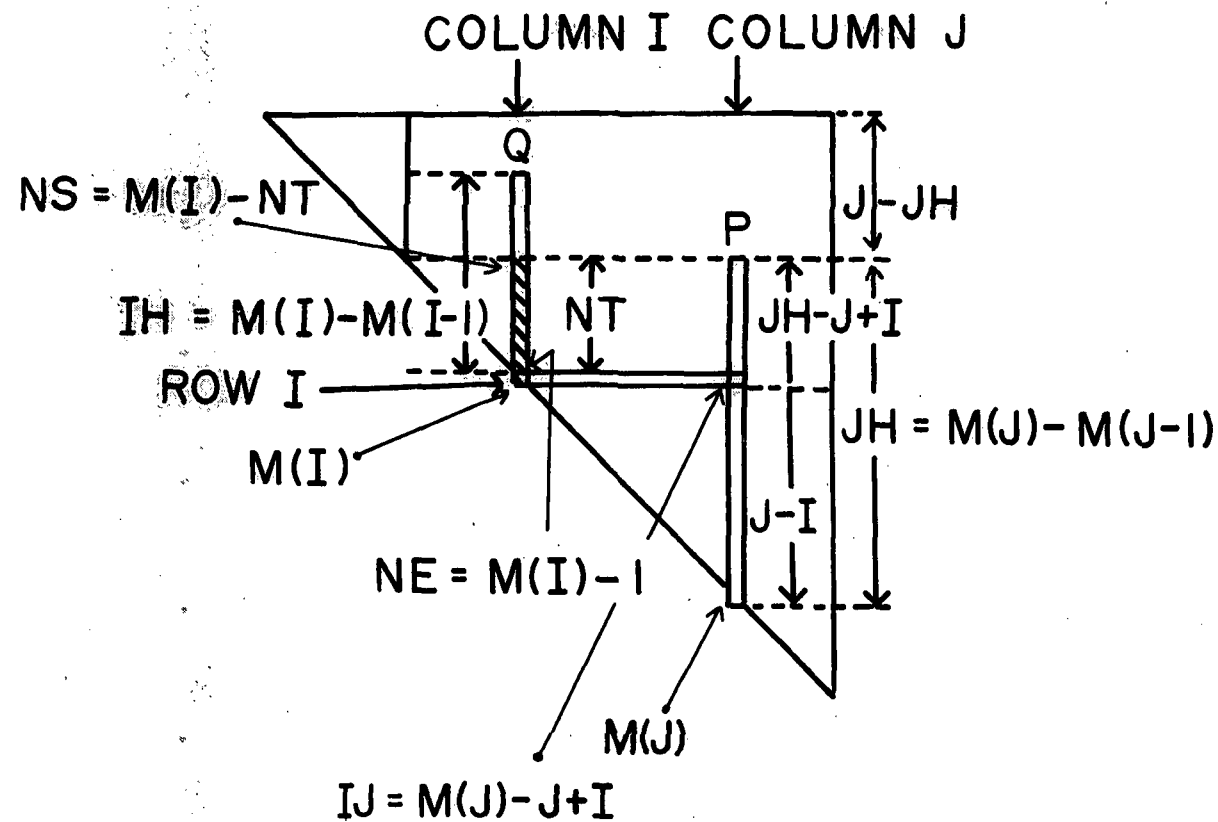 COLUMN I COLUMN J
Q
NS = M(I)-NT
J-JH
P
IH = M(I)-M(I-1)
NT
JH-J+I
ROW I
JH = M(J)- M(J-1)
M(I)
J-I
NE = M(I)-1
M(J)
IJ = M(J)-J+I